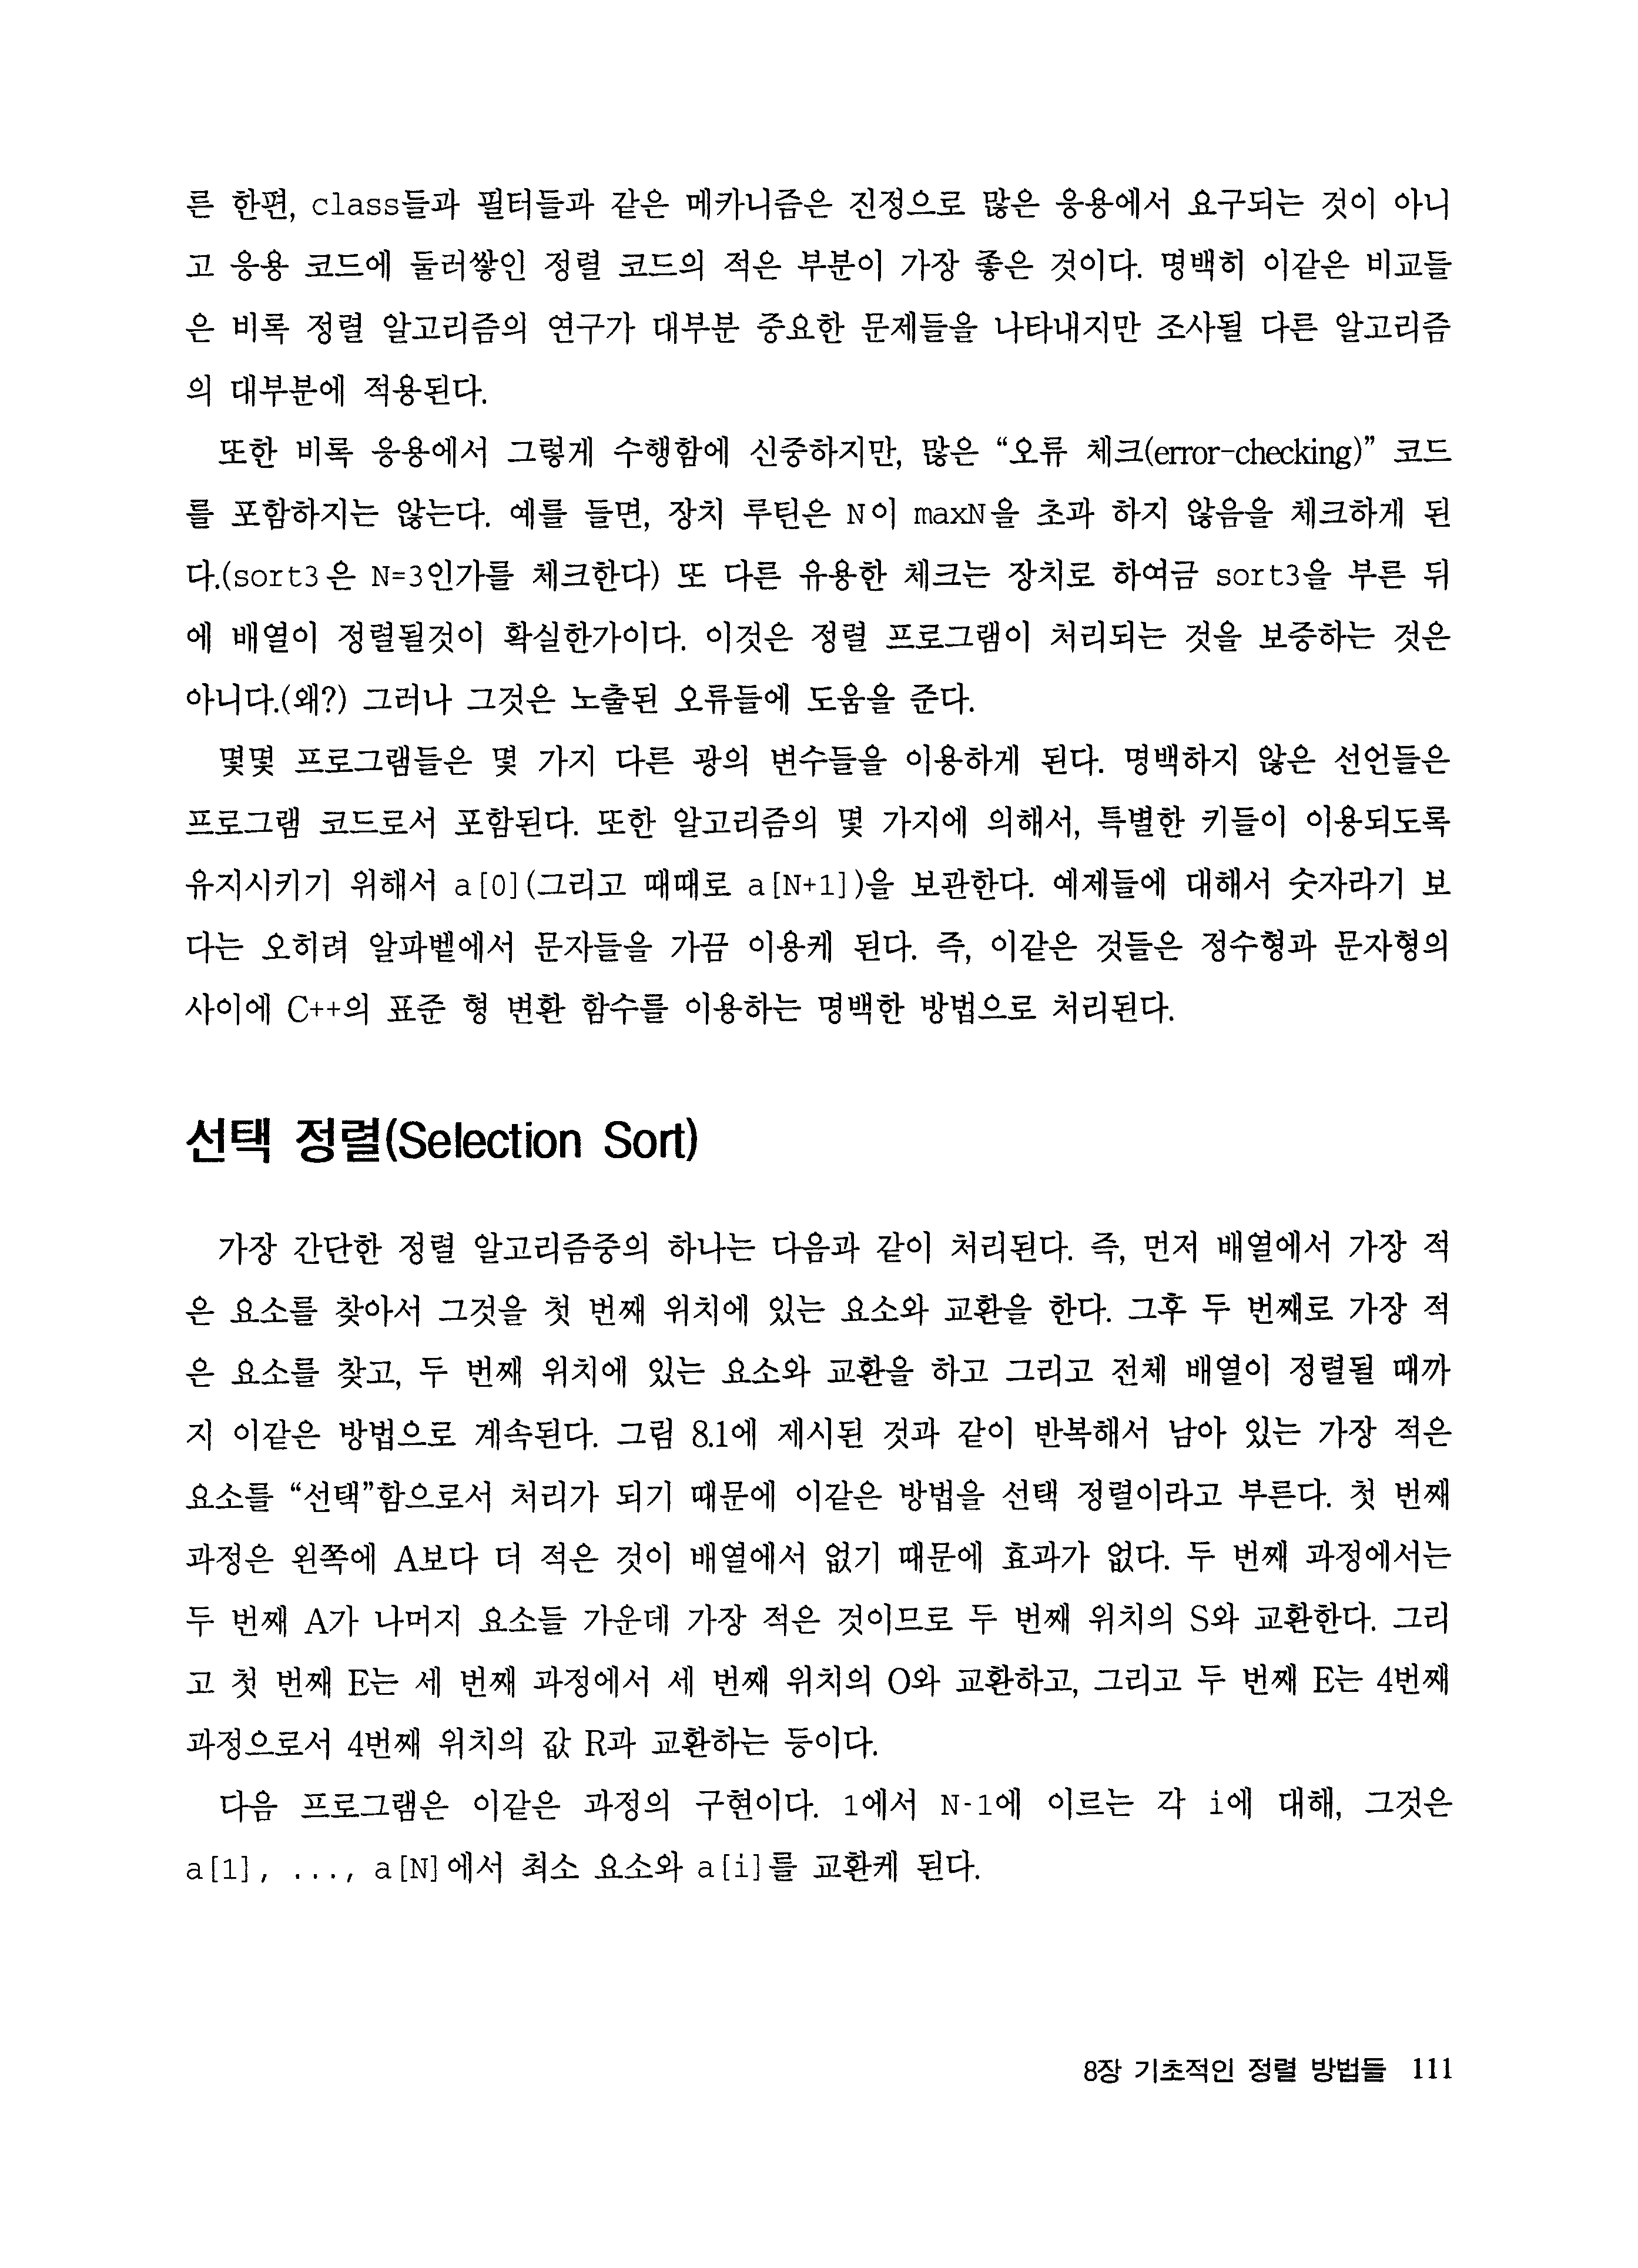 른 한편, class들과 필터들과 같은 메카니즘은 진정으로 많은 응용에서 요구되는 것이 아니
고 응용 코드에 둘러쌓인 정렬 코드의 적은 부분이 가장 좋은 것이다. 명백히 이같은 비교들
은 비록 정렬 알고리즘의 연구가 대부분 중요한 문제들을 나타내지만 조사될 다른 알고리즘
의 대부분에 적용된다.
또한 비록 응용에서 그렇게 수행함에 신중하지만, 많은 “오류 체크(error-checking)” 코드
를 포함하지는 않는다. 예를 들면, 장치 루틴은 N이 maxN을 초과 하지 않음을 체크하게 된
다.(sort3은 N=3인가를 체크한다) 또 다른 유용한 체크는 장치로 하여금 sort3을 부른 뒤
에 배열이 정렬될것이 확실한가이다. 이것은 정렬 프로그램이 처리되는 것을 보증하는 것은
아니다.(왜?) 그러나 그것은 노출된 오류들에 도움을 준다.
몇몇 프로그램들은 몇 가지 다른 광의 변수들을 이용하게 된다. 명백하지 않은 선언들은
프로그램 코드로서 포함된다. 또한 알고리즘의 몇 가지에 의해서, 특별한 키들이 이용되도록
유지시키기 위해서 a[0](그리고 때때로 a[N+1])을 보관한다. 예제들에 대해서 숫자라기 보
다는 오히려 알파벨에서 문자들을 가끔 이용케 된다. 즉, 이같은 것들은 정수형과 문자형의
사이에 C++의 표준 형 변환 함수를 이용하는 명백한 방법으로 처리된다.
선택 정렬(Selection Sort)
가장 간단한 정렬 알고리즘중의 하나는 다음과 같이 처리된다. 즉, 먼저 배열에서 가장 적
은 요소를 찾아서 그것을 첫 번째 위치에 있는 요소와 교환을 한다. 그후 두 번째로 가장 적
은 요소를 찾고, 두 번째 위치에 있는 요소와 교환을 하고 그리고 전체 배열이 정렬될 때까
지 이같은 방법으로 계속된다. 그림 8.1에 제시된 것과 같이 반복해서 남아 있는 가장 적은
요소를 “선택”함으로서 처리가 되기 때문에 이같은 방법을 선택 정렬이라고 부른다. 첫 번째
과정은 왼쪽에 A보다 더 적은 것이 배열에서 없기 때문에 효과가 없다. 두 번째 과정에서는
두 번째 A가 나머지 요소들 가운데 가장 적은 것이므로 두 번째 위치의 S와 교환한다. 그리
고 첫 번째 E는 세 번째 과정에서 세 번째 위치의 O와 교환하고, 그리고 두 번째 E는 4번째
과정으로서 4번째 위치의 값 R과 교환하는 등이다.
다음 프로그램은 이같은 과정의 구현이다. 1에서 N-1에 이르는 각 i에 대해, 그것은
a[1], ..., a[N]에서 최소 요소와 a[i]를 교환케 된다.
8장 기초적인 정렬 방법들 111